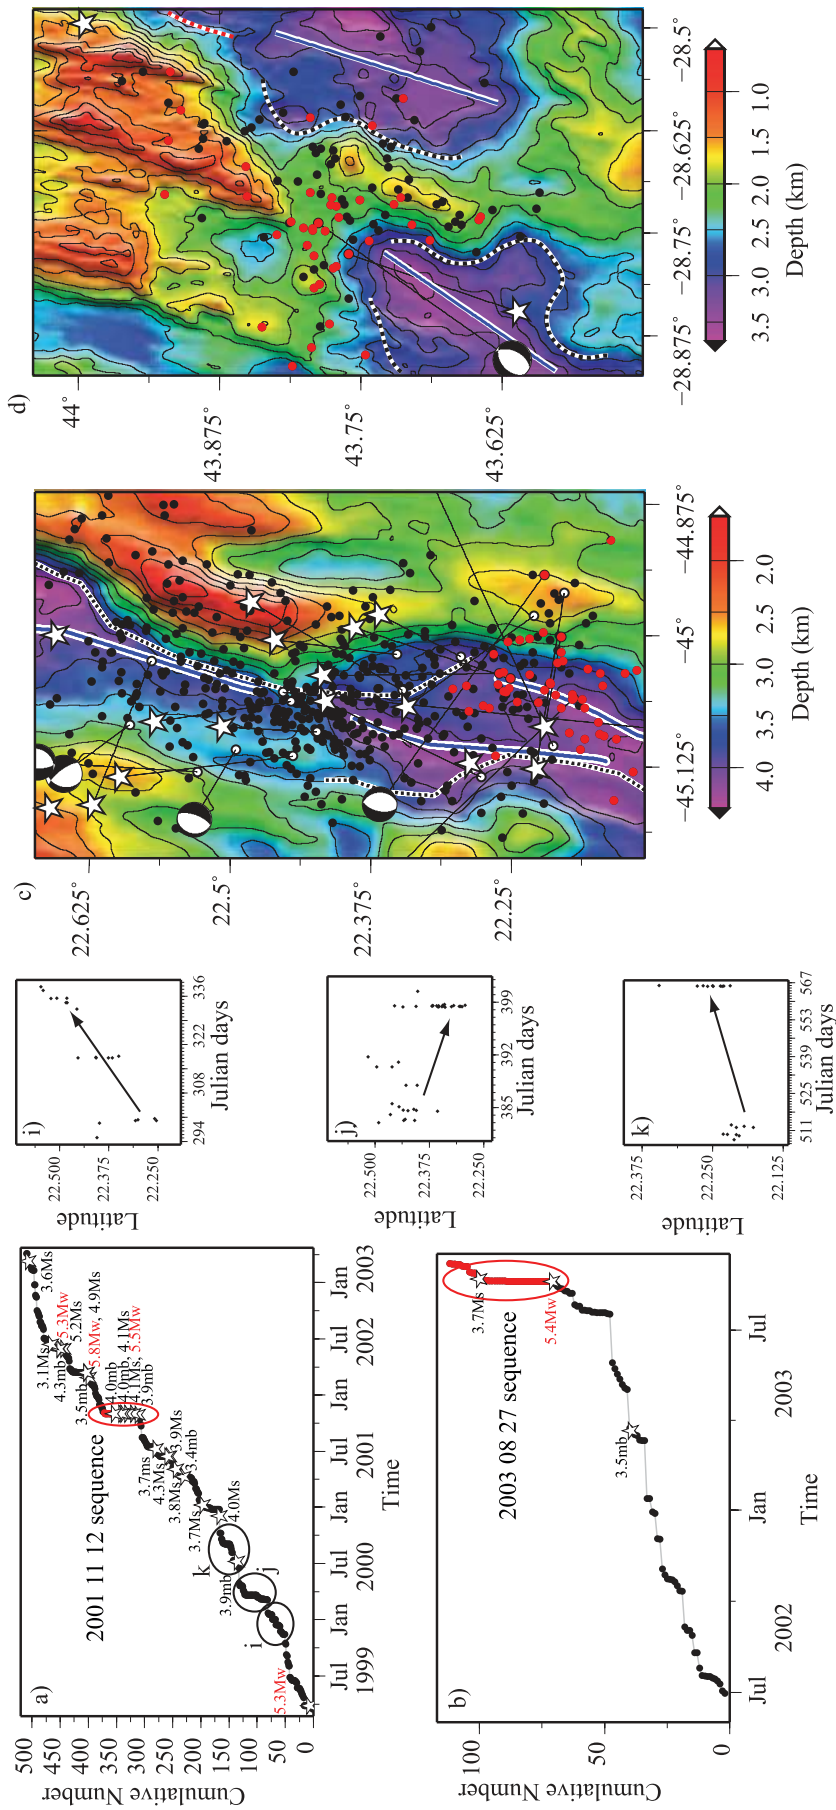 a)
2001 11 12 sequence
Cumulative Number
500
450
400
350
300
250
200
150
100
50
0
5.3Mw
i
j
k
3.9mb
4.0Ms
3.7Ms
3.8Ms
3.4mb
4.3Ms
3.9Ms
3.7ms
3.9mb
4.1Ms, 5.5Mw
4.0mb, 4.1Ms
4.0mb
3.5mb
5.8Mw, 4.9Ms
4.3mb
5.2Ms
5.3Mw
3.1Ms
3.6Ms
Jul
Jan
Jul
Jan
Jul
Jan
Jul
Jan
1999
2000
2001
2002
2003
Time
b)
2003 08 27 sequence
Cumulative Number
100
50
0
3.5mb
5.4Mw
3.7Ms
Jul
Jan
Jul
2002
2003
Time
i)
Latitude
22.500
22.375
22.250
294
308
322
336
Julian days
j)
Latitude
22.500
22.375
22.250
385
392
399
Julian days
k)
Latitude
22.375
22.250
22.125
511
525
539
553
567
Julian days
c)
22.625°
22.5°
22.375°
22.25°
−45.125°
−45°
−44.875°
4.0
3.5
3.0
2.5
2.0
Depth (km)
d)
44°
43.875°
43.75°
43.625°
−28.875°
−28.75°
−28.625°
−28.5°
3.5
3.0
2.5
2.0
1.5
1.0
Depth (km)